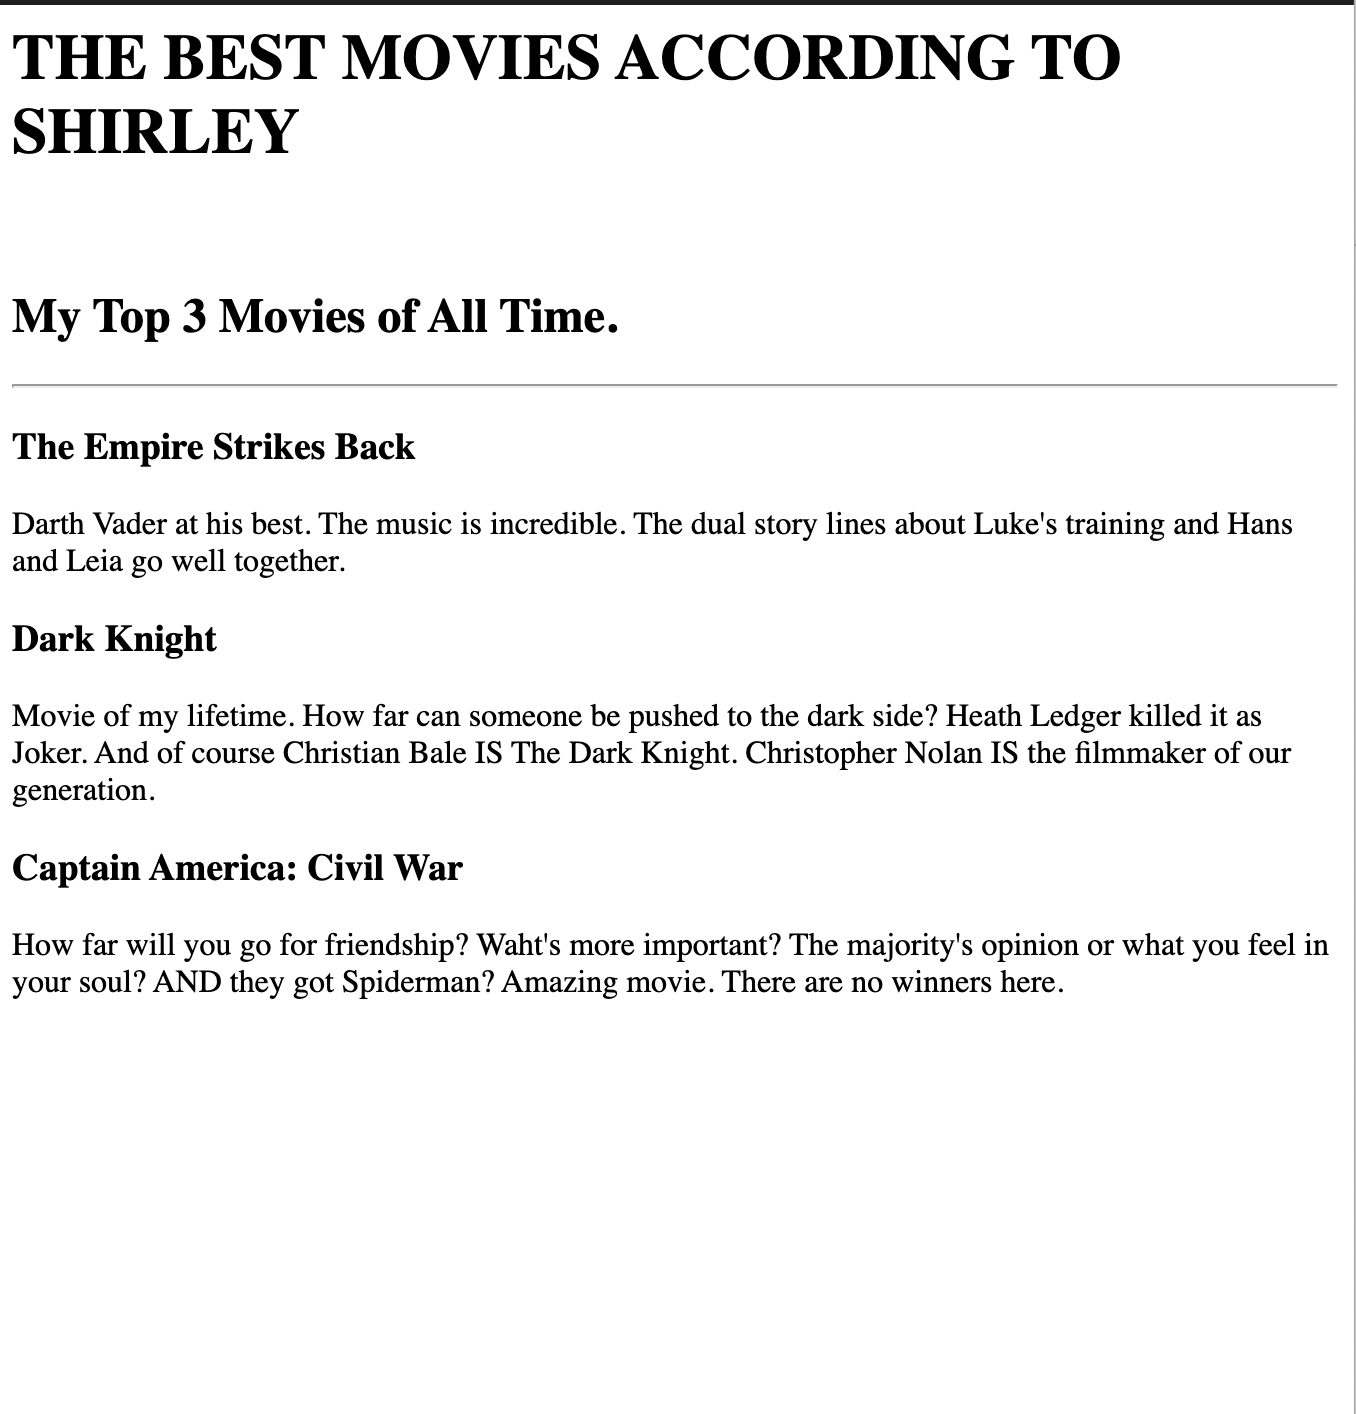 THE BEST MOVIES ACCORDING TO
SHIRLEY
My Top 3 Movies of All Time.
The Empire Strikes Back
Darth Vader at his best. The music is incredible. The dual story lines about Luke's training and Hans
and Leia go well together.
Dark Knight
Movie of my lifetime. How far can someone be pushed to the dark side? Heath Ledger killed it as
Joker. And of course Christian Bale IS The Dark Knight. Christopher Nolan IS the filmmaker of our
generation.
Captain America: Civil War
How far will you go for friendship? Waht's more important? The majority's opinion or what you feel in
your soul? AND they got Spiderman? Amazing movie. There are no winners here.